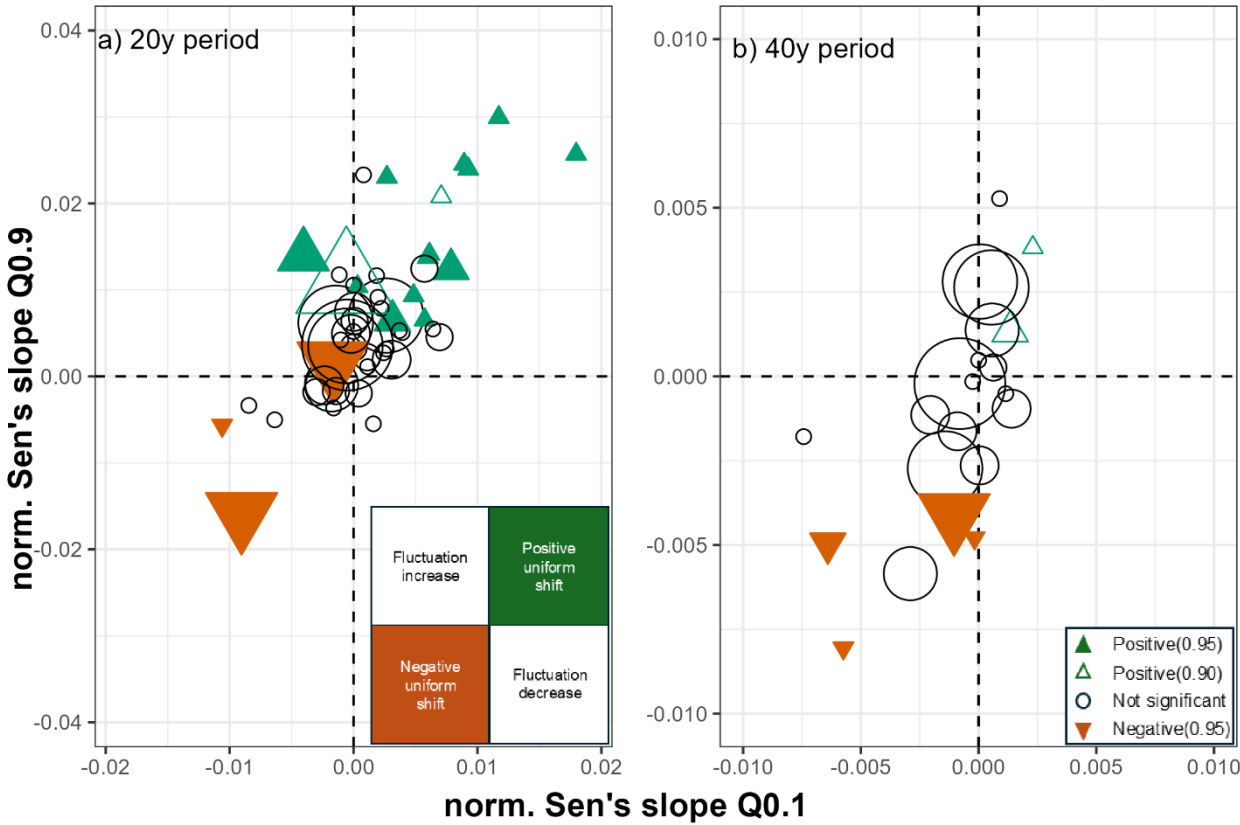 a) 20y period
b) 40y period
0.04
0.02
0.00
-0.02
-0.04
-0.02
-0.01
0.00
0.01
0.02
0.010
0.005
0.000
-0.005
-0.010
-0.010
-0.005
0.000
0.005
0.010
norm. Sen's slope Q0.9
norm. Sen's slope Q0.1
Fluctuation
increase
Positive
uniform
shift
Negative
uniform
shift
Fluctuation
decrease
Positive(0.95)
Positive(0.90)
Not significant
Negative(0.95)